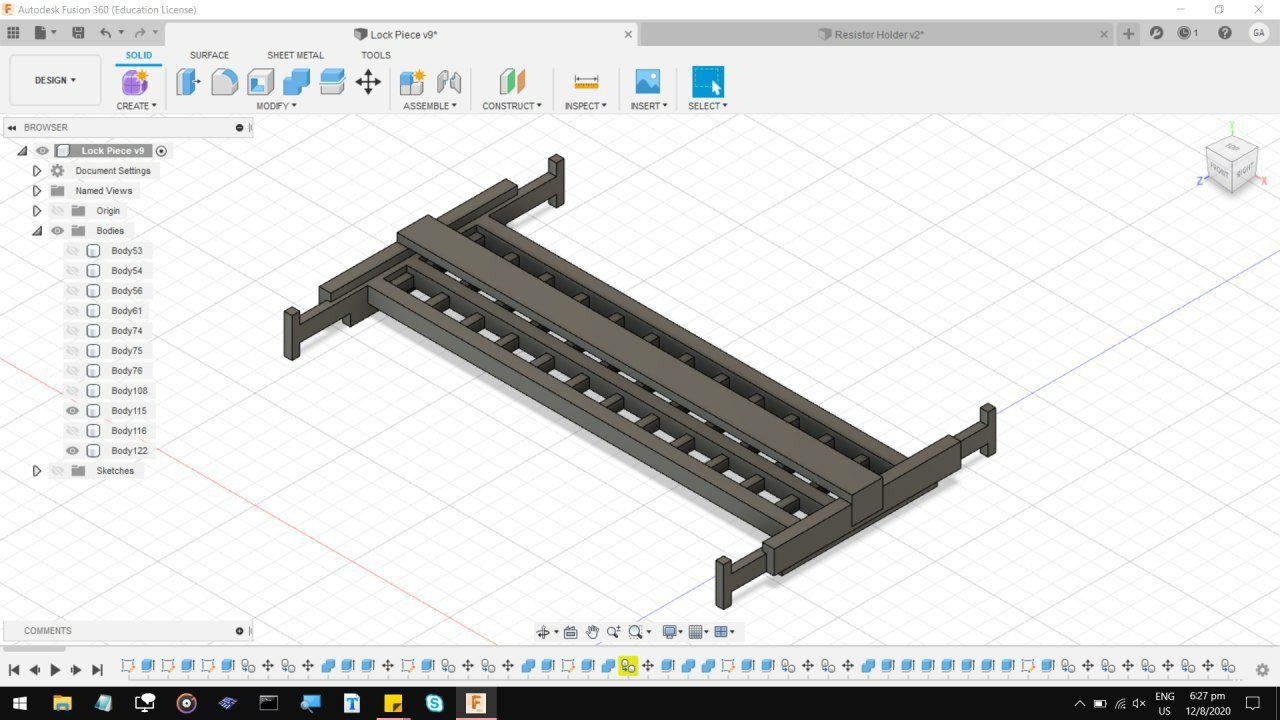 Autodesk Fusion 360 (Education License)
Lock Piece v9*
Resistor Holder v2*
1
GA
SOLID
SURFACE
SHEET METAL
TOOLS
DESIGN
CREATE
MODIFY
ASSEMBLE
CONSTRUCT
INSPECT
INSERT
SELECT
BROWSER
Lock Piece v9
Document Settings
Named Views
Origin
Bodies
Body53
Body54
Body56
Body61
Body74
Body75
Body76
Body108
Body115
Body116
Body122
Sketches
Y
TOP
FRONT
RIGHT
Z
X
COMMENTS
ENG
US
6:27 pm
12/8/2020